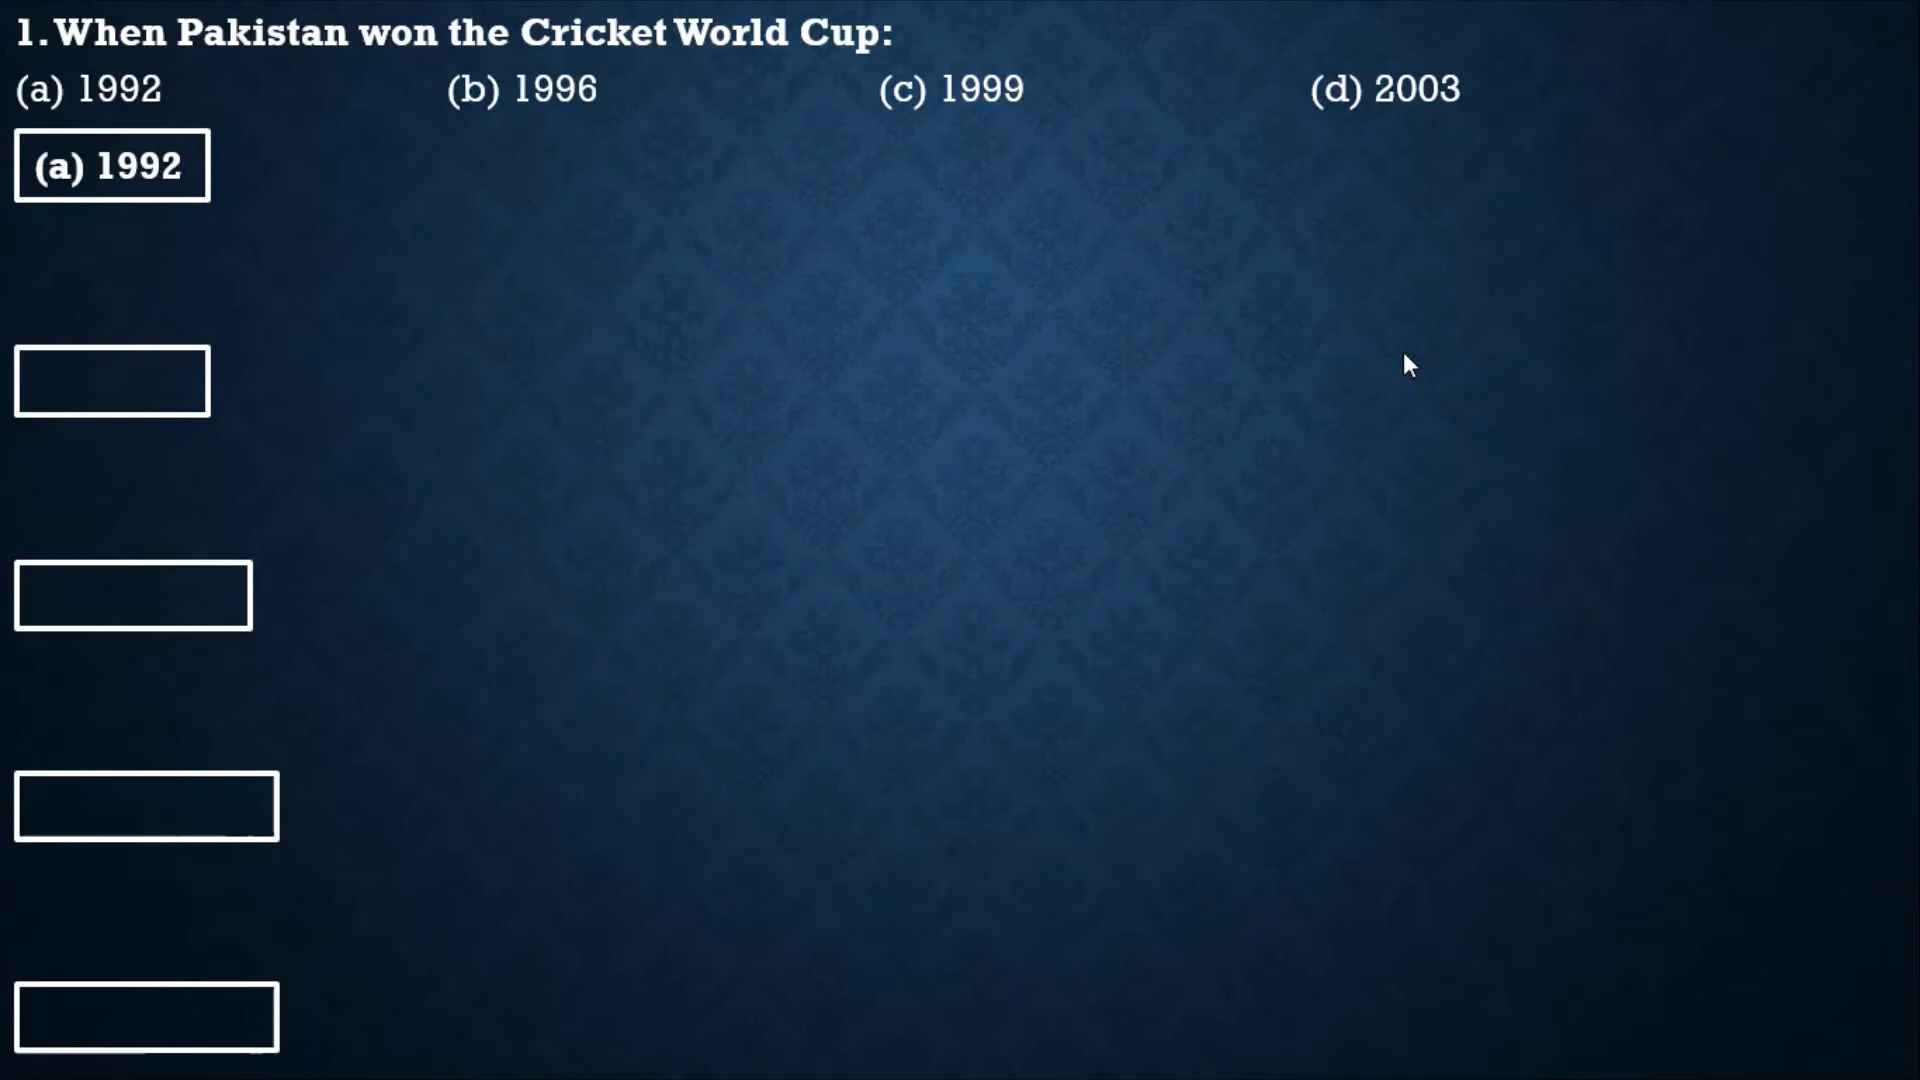 1. When Pakistan won the Cricket World Cup:
(a) 1992 (b) 1996 (c) 1999 (d) 2003
(a) 1992